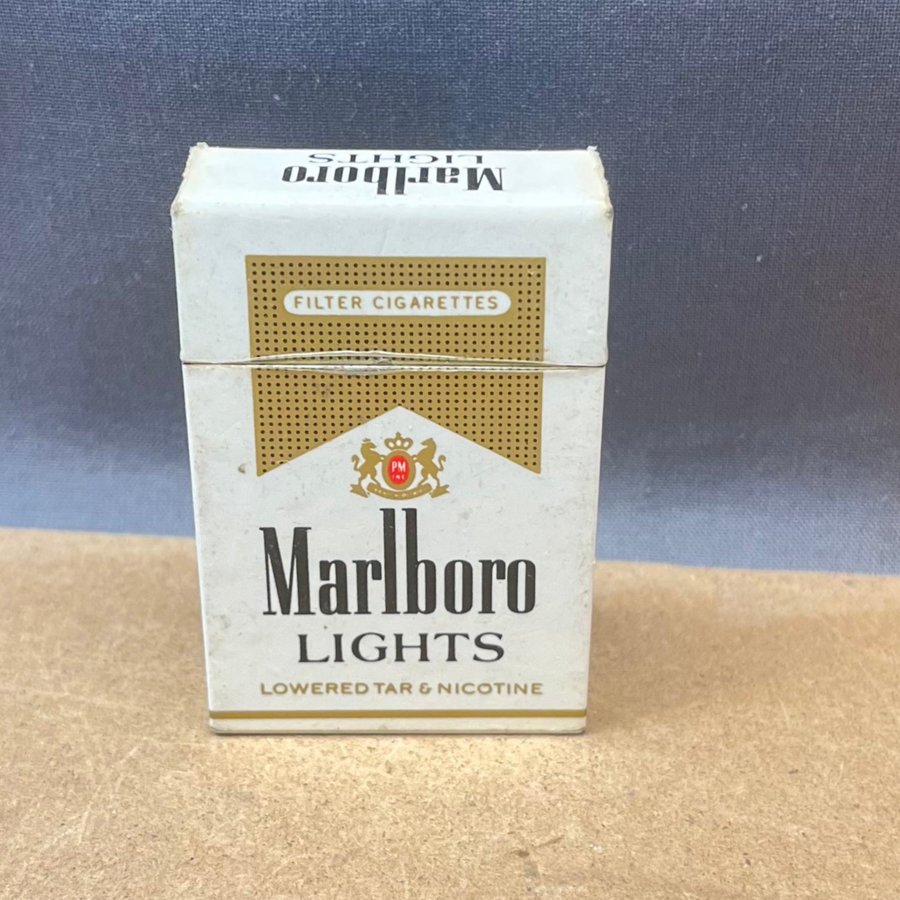 Marlboro
LIGHTS
FILTER CIGARETTES
PM
INC
Marlboro
LIGHTS
LOWERED TAR & NICOTINE